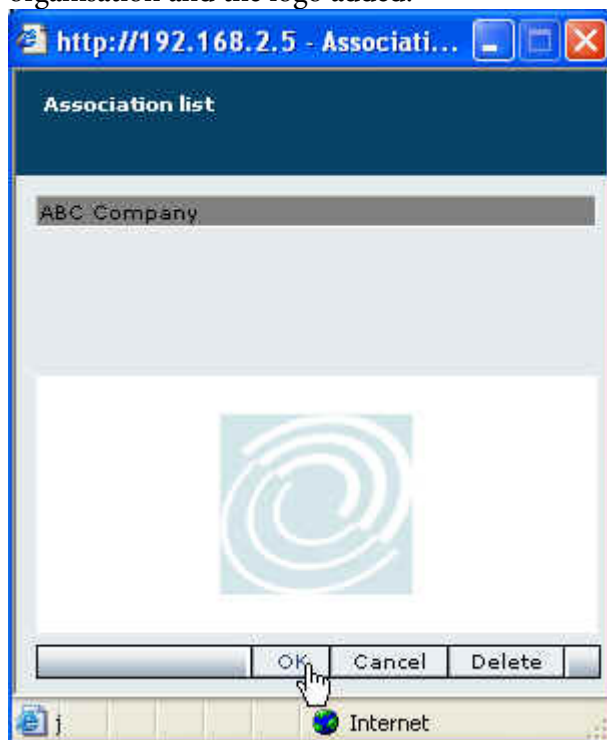 organisation and the logo added.
http://192.168.2.5 - Associati...
Association list
ABC Company
OK Cancel Delete
j Internet